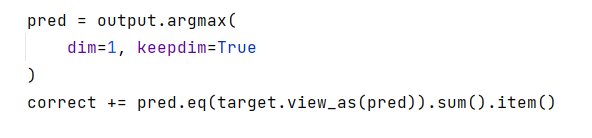 pred = output.argmax(
    dim=1, keepdim=True
)
correct += pred.eq(target.view_as(pred)).sum().item()